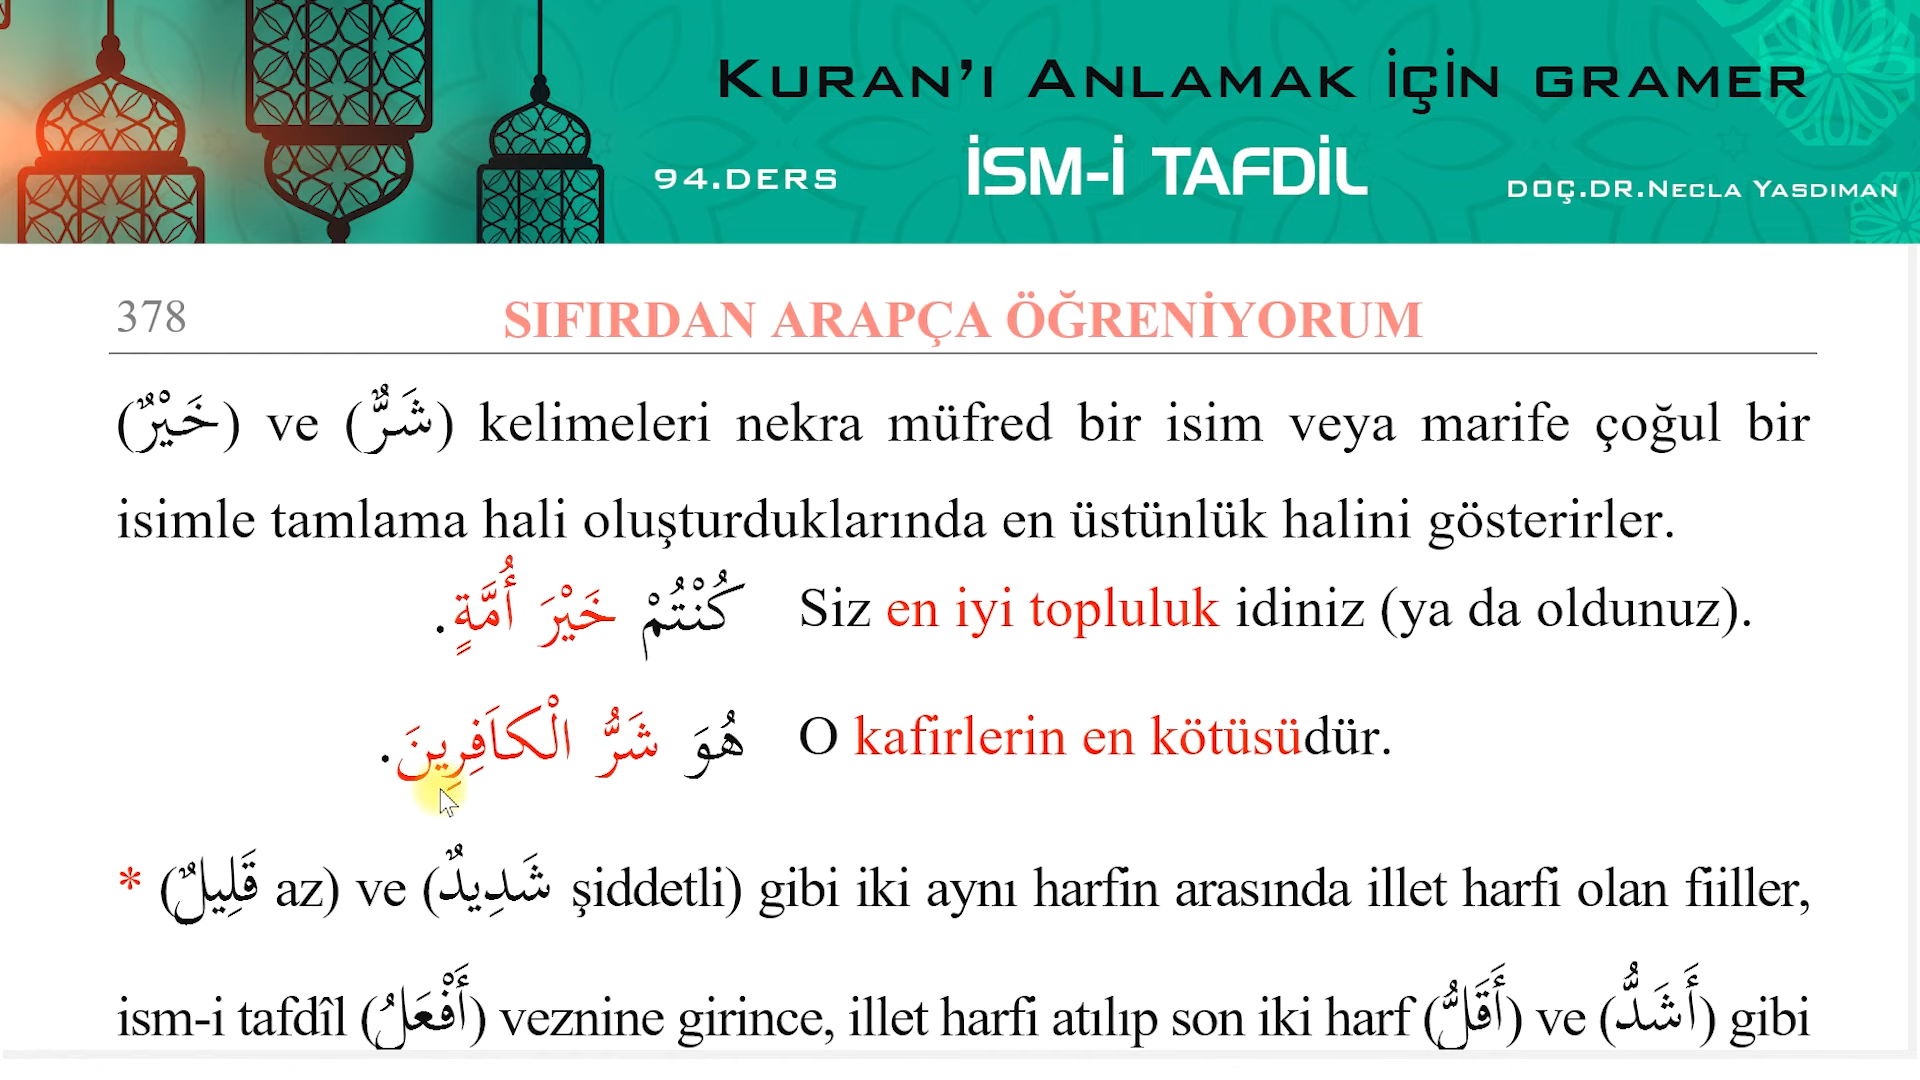 KURAN'I ANLAMAK İÇİN GRAMER
94.DERS İSM-İ TAFDİL DOÇ.DR.NECLA YASDIMAN
378 SIFIRDAN ARAPÇA ÖĞRENİYORUM
(خَيْرٌ) ve (شَرٌّ) kelimeleri nekra müfred bir isim veya marife çoğul bir
isimle tamlama hali oluşturduklarında en üstünlük halini gösterirler.
كُنْتُمْ خَيْرَ أُمَّةٍ. Siz en iyi topluluk idiniz (ya da oldunuz).
هُوَ شَرُّ الْكَافِرِينَ. O kafirlerin en kötüsüdür.
* (قَلِيلٌ az) ve (شَدِيدٌ şiddetli) gibi iki aynı harfin arasında illet harfi olan fiiller,
ism-i tafdîl (أَفْعَلُ) veznine girince, illet harfi atılıp son iki harf (أَقَلُّ) ve (أَشَدُّ) gibi